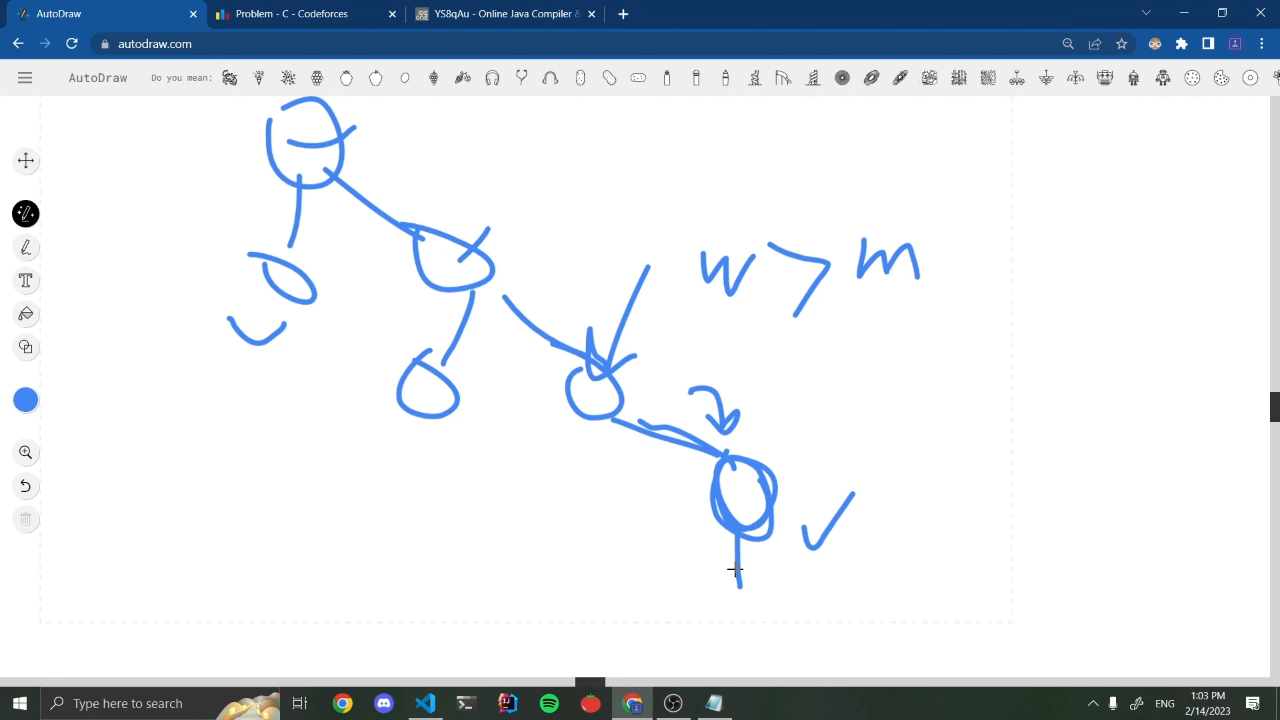 AutoDraw
Problem - C - Codeforces
YS8qAu - Online Java Compiler &
autodraw.com
AutoDraw
Do you mean:
w > m
Type here to search
ENG
1:03 PM
2/14/2023